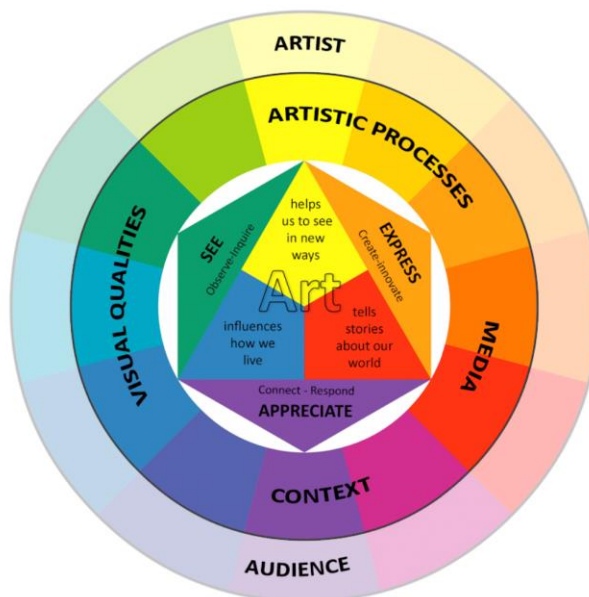 ARTIST
ARTISTIC PROCESSES
helps
us to see
in new
ways
SEE
Observe-Inquire
EXPRESS
Create-innovate
VISUAL QUALITIES
Art
MEDIA
influences
how we
live
tells
stories
about our
world
Connect - Respond
APPRECIATE
CONTEXT
AUDIENCE